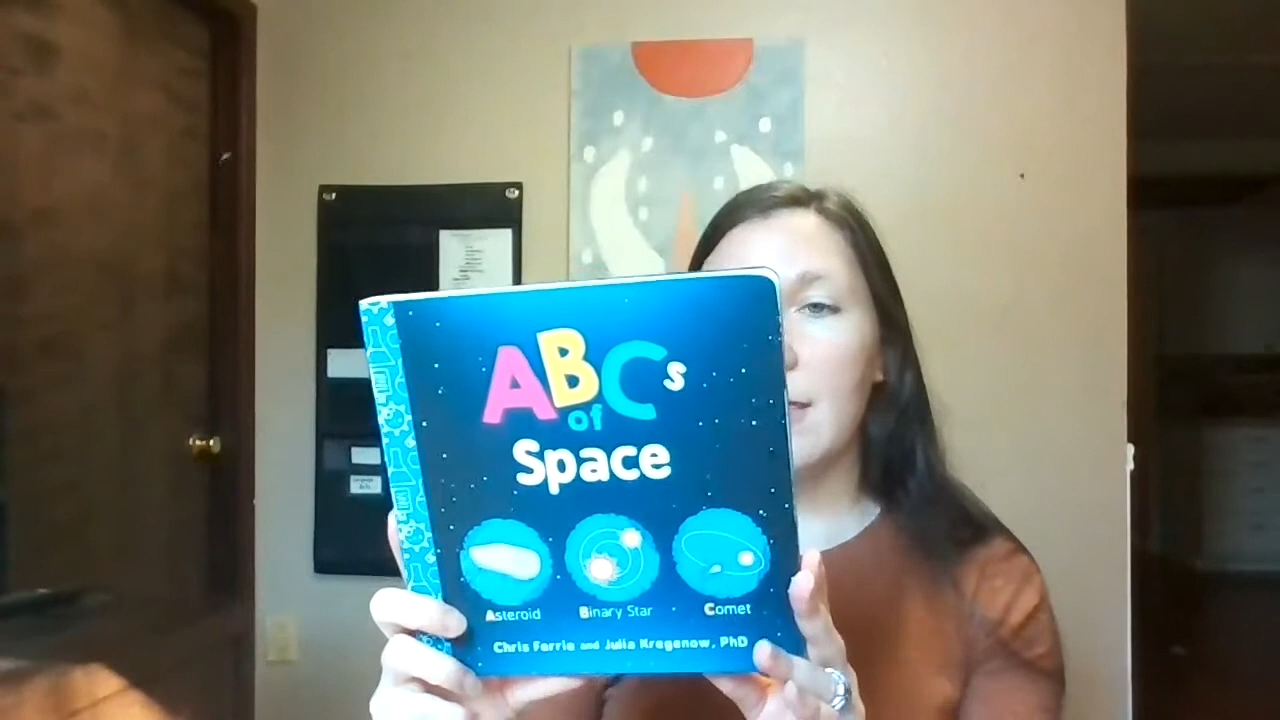 ABCs
of
Space
Asteroid Binary Star Comet
Chris Ferrie and Julia Kregenow, PhD